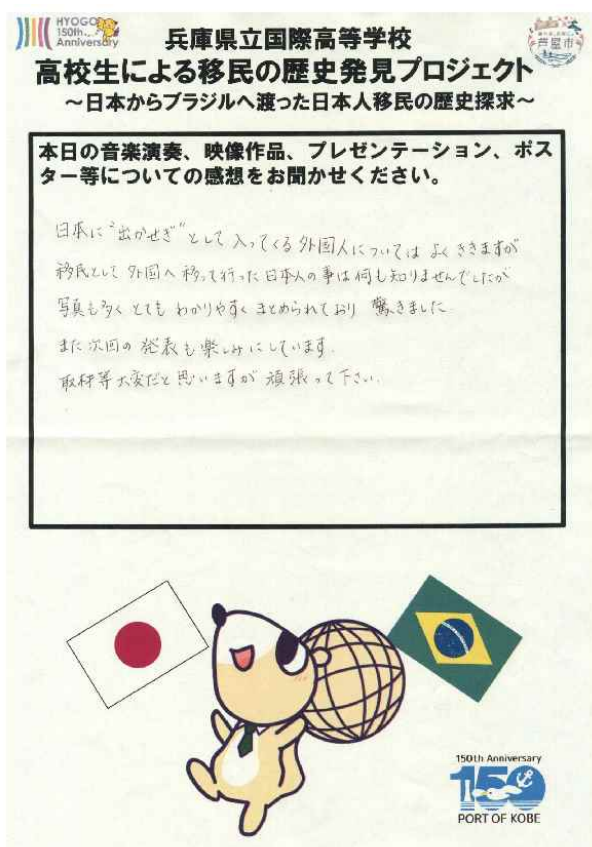 HYOGO
150th
Anniversary
芦屋市
兵庫県立国際高等学校
高校生による移民の歴史発見プロジェクト
～日本からブラジルへ渡った日本人移民の歴史探求～
本日の音楽演奏、映像作品、プレゼンテーション、ポス
ター等についての感想をお聞かせください。
日本に"出かせぎ"として入ってくる外国人については よくききますが
移民として 外国へ 移って行った日本人の事は何も知りませんでしたが
写真も多く とても わかりやすく まとめられており 驚きました
また次回の 発表も楽しみにしています.
取材等大変だと思いますが 頑張って下さい.
150th Anniversary
150
PORT OF KOBE